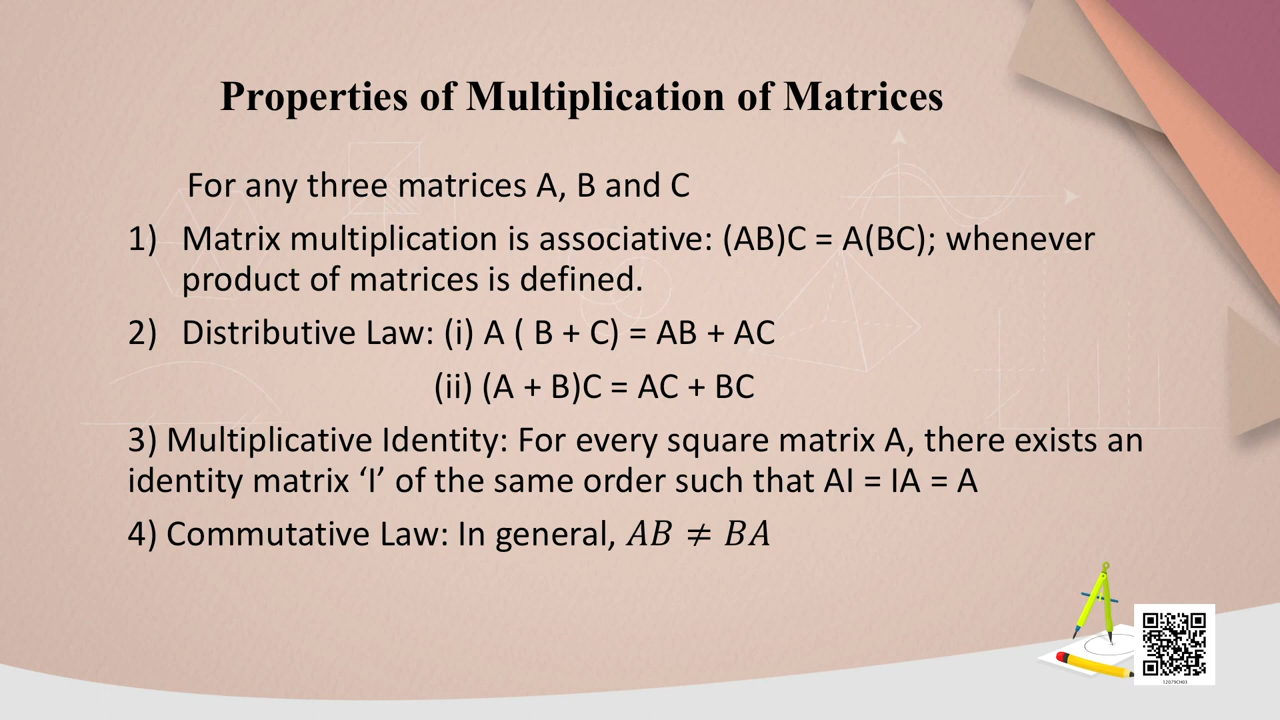 Properties of Multiplication of Matrices
For any three matrices A, B and C
1) Matrix multiplication is associative: (AB)C = A(BC); whenever
product of matrices is defined.
2) Distributive Law: (i) A ( B + C) = AB + AC
(ii) (A + B)C = AC + BC
3) Multiplicative Identity: For every square matrix A, there exists an
identity matrix ‘I’ of the same order such that AI = IA = A
4) Commutative Law: In general, AB ≠ BA
12079CH03